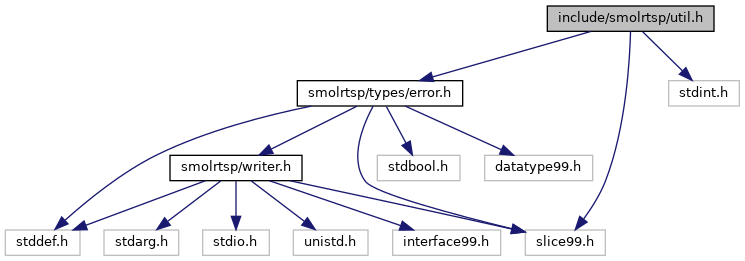 include/smolrtsp/util.h
smolrtsp/types/error.h
stdint.h
smolrtsp/writer.h
stdbool.h
datatype99.h
stddef.h
stdarg.h
stdio.h
unistd.h
interface99.h
slice99.h